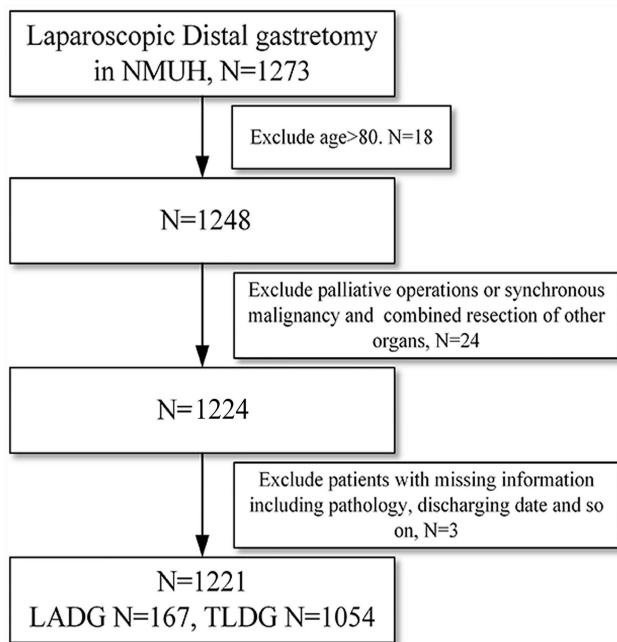 Laparoscopic Distal gastretomy
in NMUH, N=1273
Exclude age>80. N=18
N=1248
Exclude palliative operations or synchronous
malignancy and combined resection of other
organs, N=24
N=1224
Exclude patients with missing information
including pathology, discharging date and so
on, N=3
N=1221
LADG N=167, TLDG N=1054